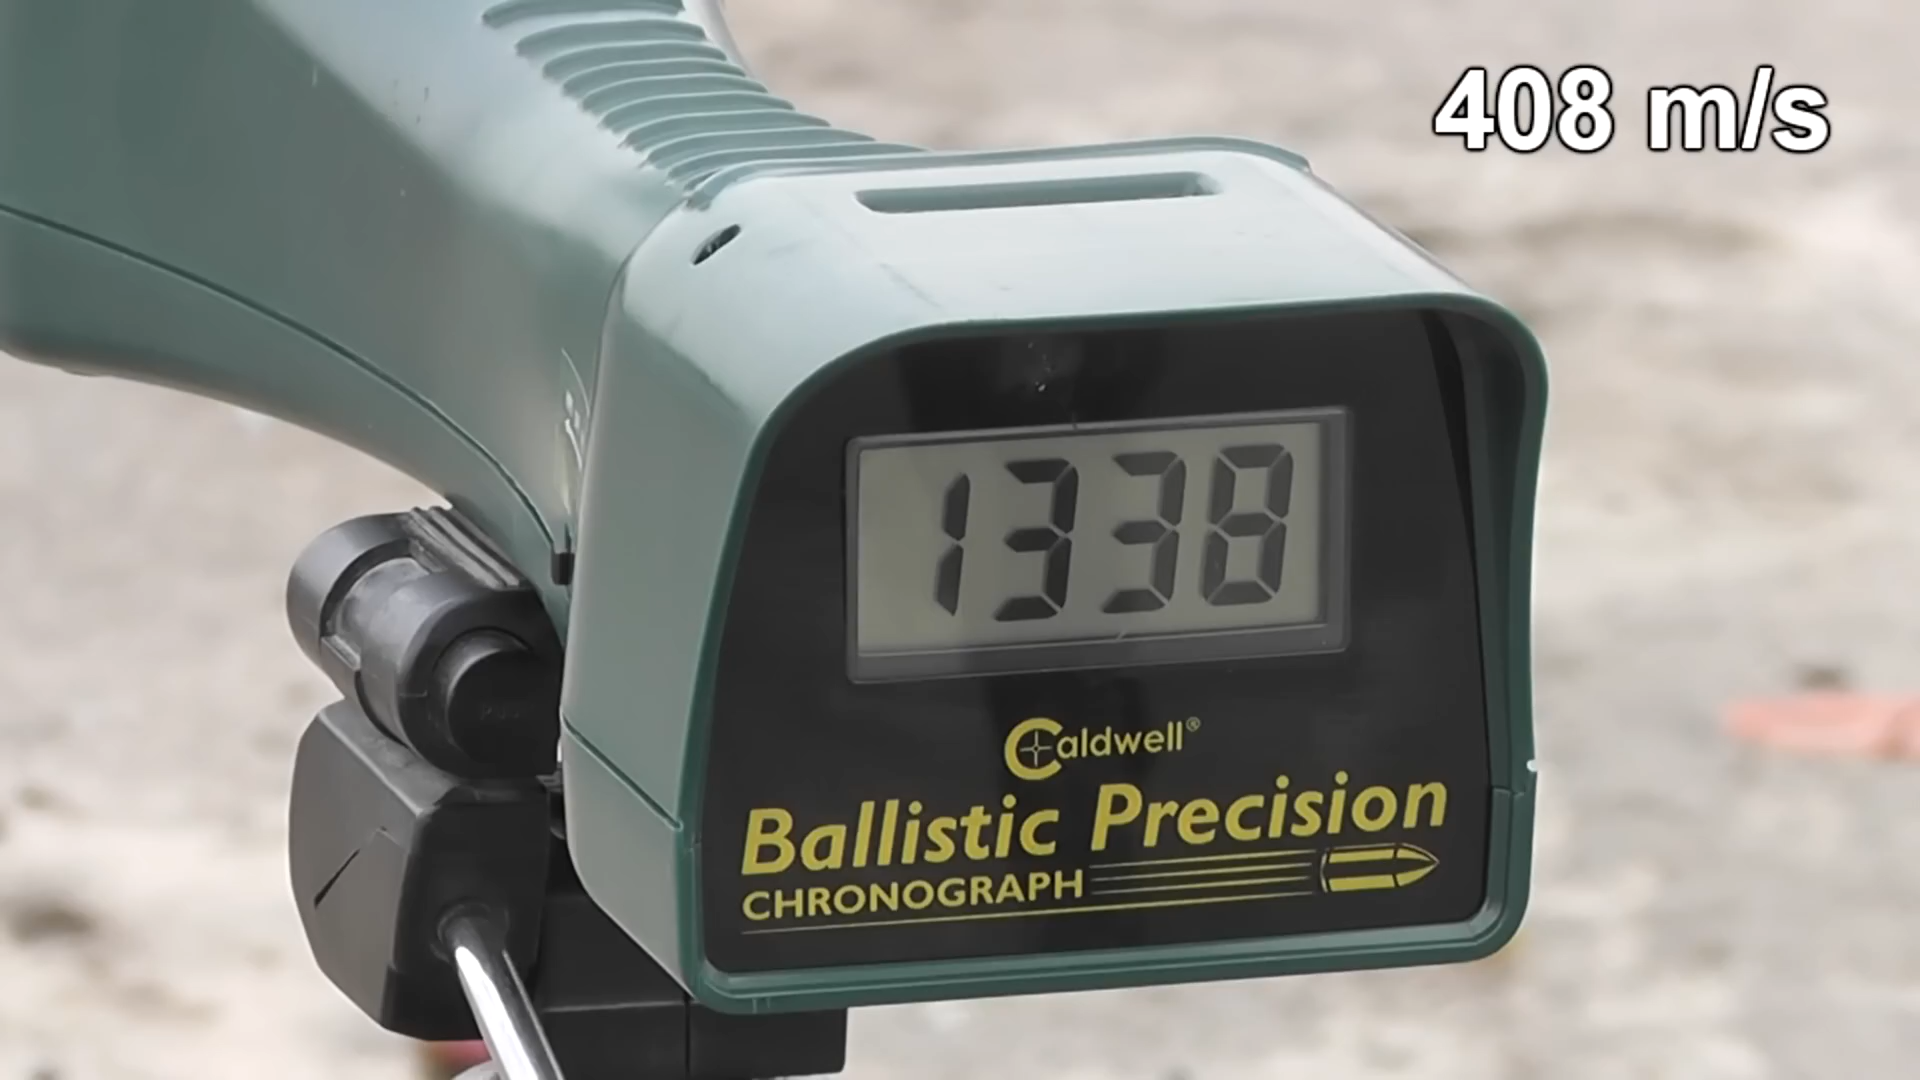 408 m/s
1338
Caldwell®
Ballistic Precision
CHRONOGRAPH